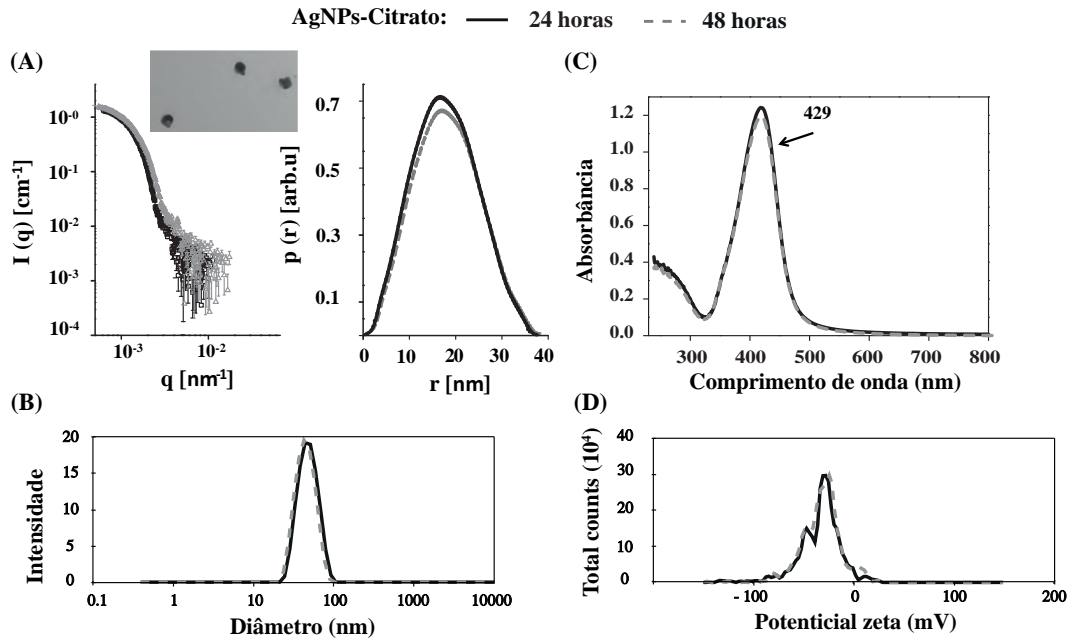 AgNPs-Citrato: 24 horas 48 horas
(A)
I (q) [cm-1]
10-0
10-1
10-2
10-3
10-4
10-3 10-2
q [nm-1]
p (r) [arb.u]
0.7
0.5
0.3
0.1
0 10 20 30 40
r [nm]
(C)
Absorbância
1.2
1.0
0.8
0.6
0.4
0.2
0.0
429
300 400 500 600 700 800
Comprimento de onda (nm)
(B)
Intensidade
20
15
10
5
0
0.1 1 10 100 1000 10000
Diâmetro (nm)
(D)
Total counts (10⁴)
40
30
20
10
0
- 100 0 100 200
Potenticial zeta (mV)